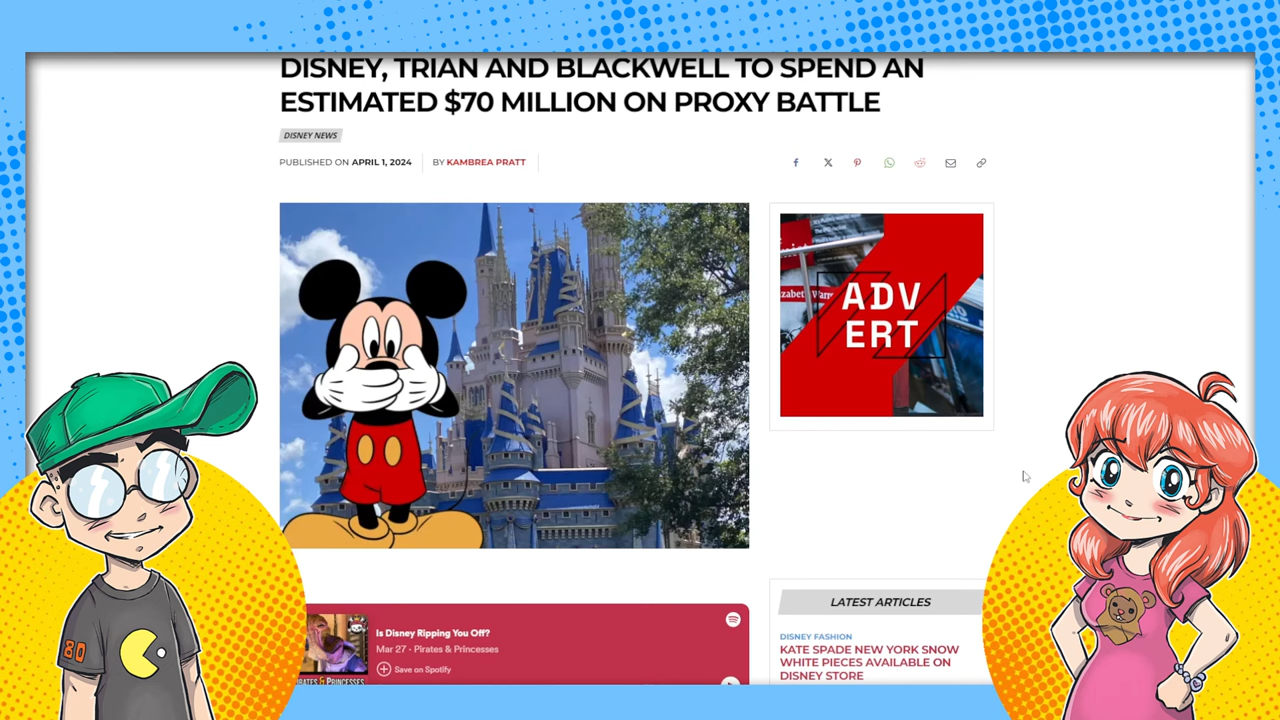 DISNEY, TRIAN AND BLACKWELL TO SPEND AN
ESTIMATED $70 MILLION ON PROXY BATTLE
DISNEY NEWS
PUBLISHED ON APRIL 1, 2024
BY KAMBREA PRATT
ADV
ERT
Is Disney Ripping You Off?
Mar 27 · Pirates & Princesses
Save on Spotify
LATEST ARTICLES
DISNEY FASHION
KATE SPADE NEW YORK SNOW
WHITE PIECES AVAILABLE ON
DISNEY STORE
80